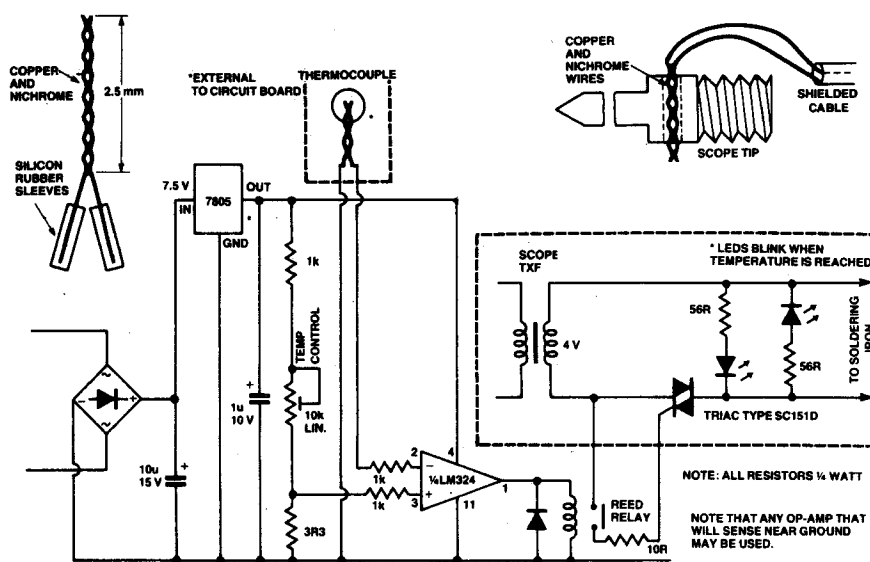 COPPER
AND
NICHROME
2.5 mm
SILICON
RUBBER
SLEEVES
*EXTERNAL
TO CIRCUIT BOARD
THERMOCOUPLE
*
COPPER
AND
NICHROME
WIRES
SHIELDED
CABLE
SCOPE TIP
7.5 V
IN
7805
OUT
GND
1k
TEMP
CONTROL
10k
LIN.
1u
10 V
+
~
- +
~
10u
15 V
+
3R3
1k
1k
2
3
-
+
¼LM324
4
11
1
SCOPE
TXF
4 V
* LEDS BLINK WHEN
TEMPERATURE IS REACHED
56R
56R
TO SOLDERING
IRON
TRIAC TYPE SC151D
REED
RELAY
10R
NOTE: ALL RESISTORS ¼ WATT
NOTE THAT ANY OP-AMP THAT
WILL SENSE NEAR GROUND
MAY BE USED.